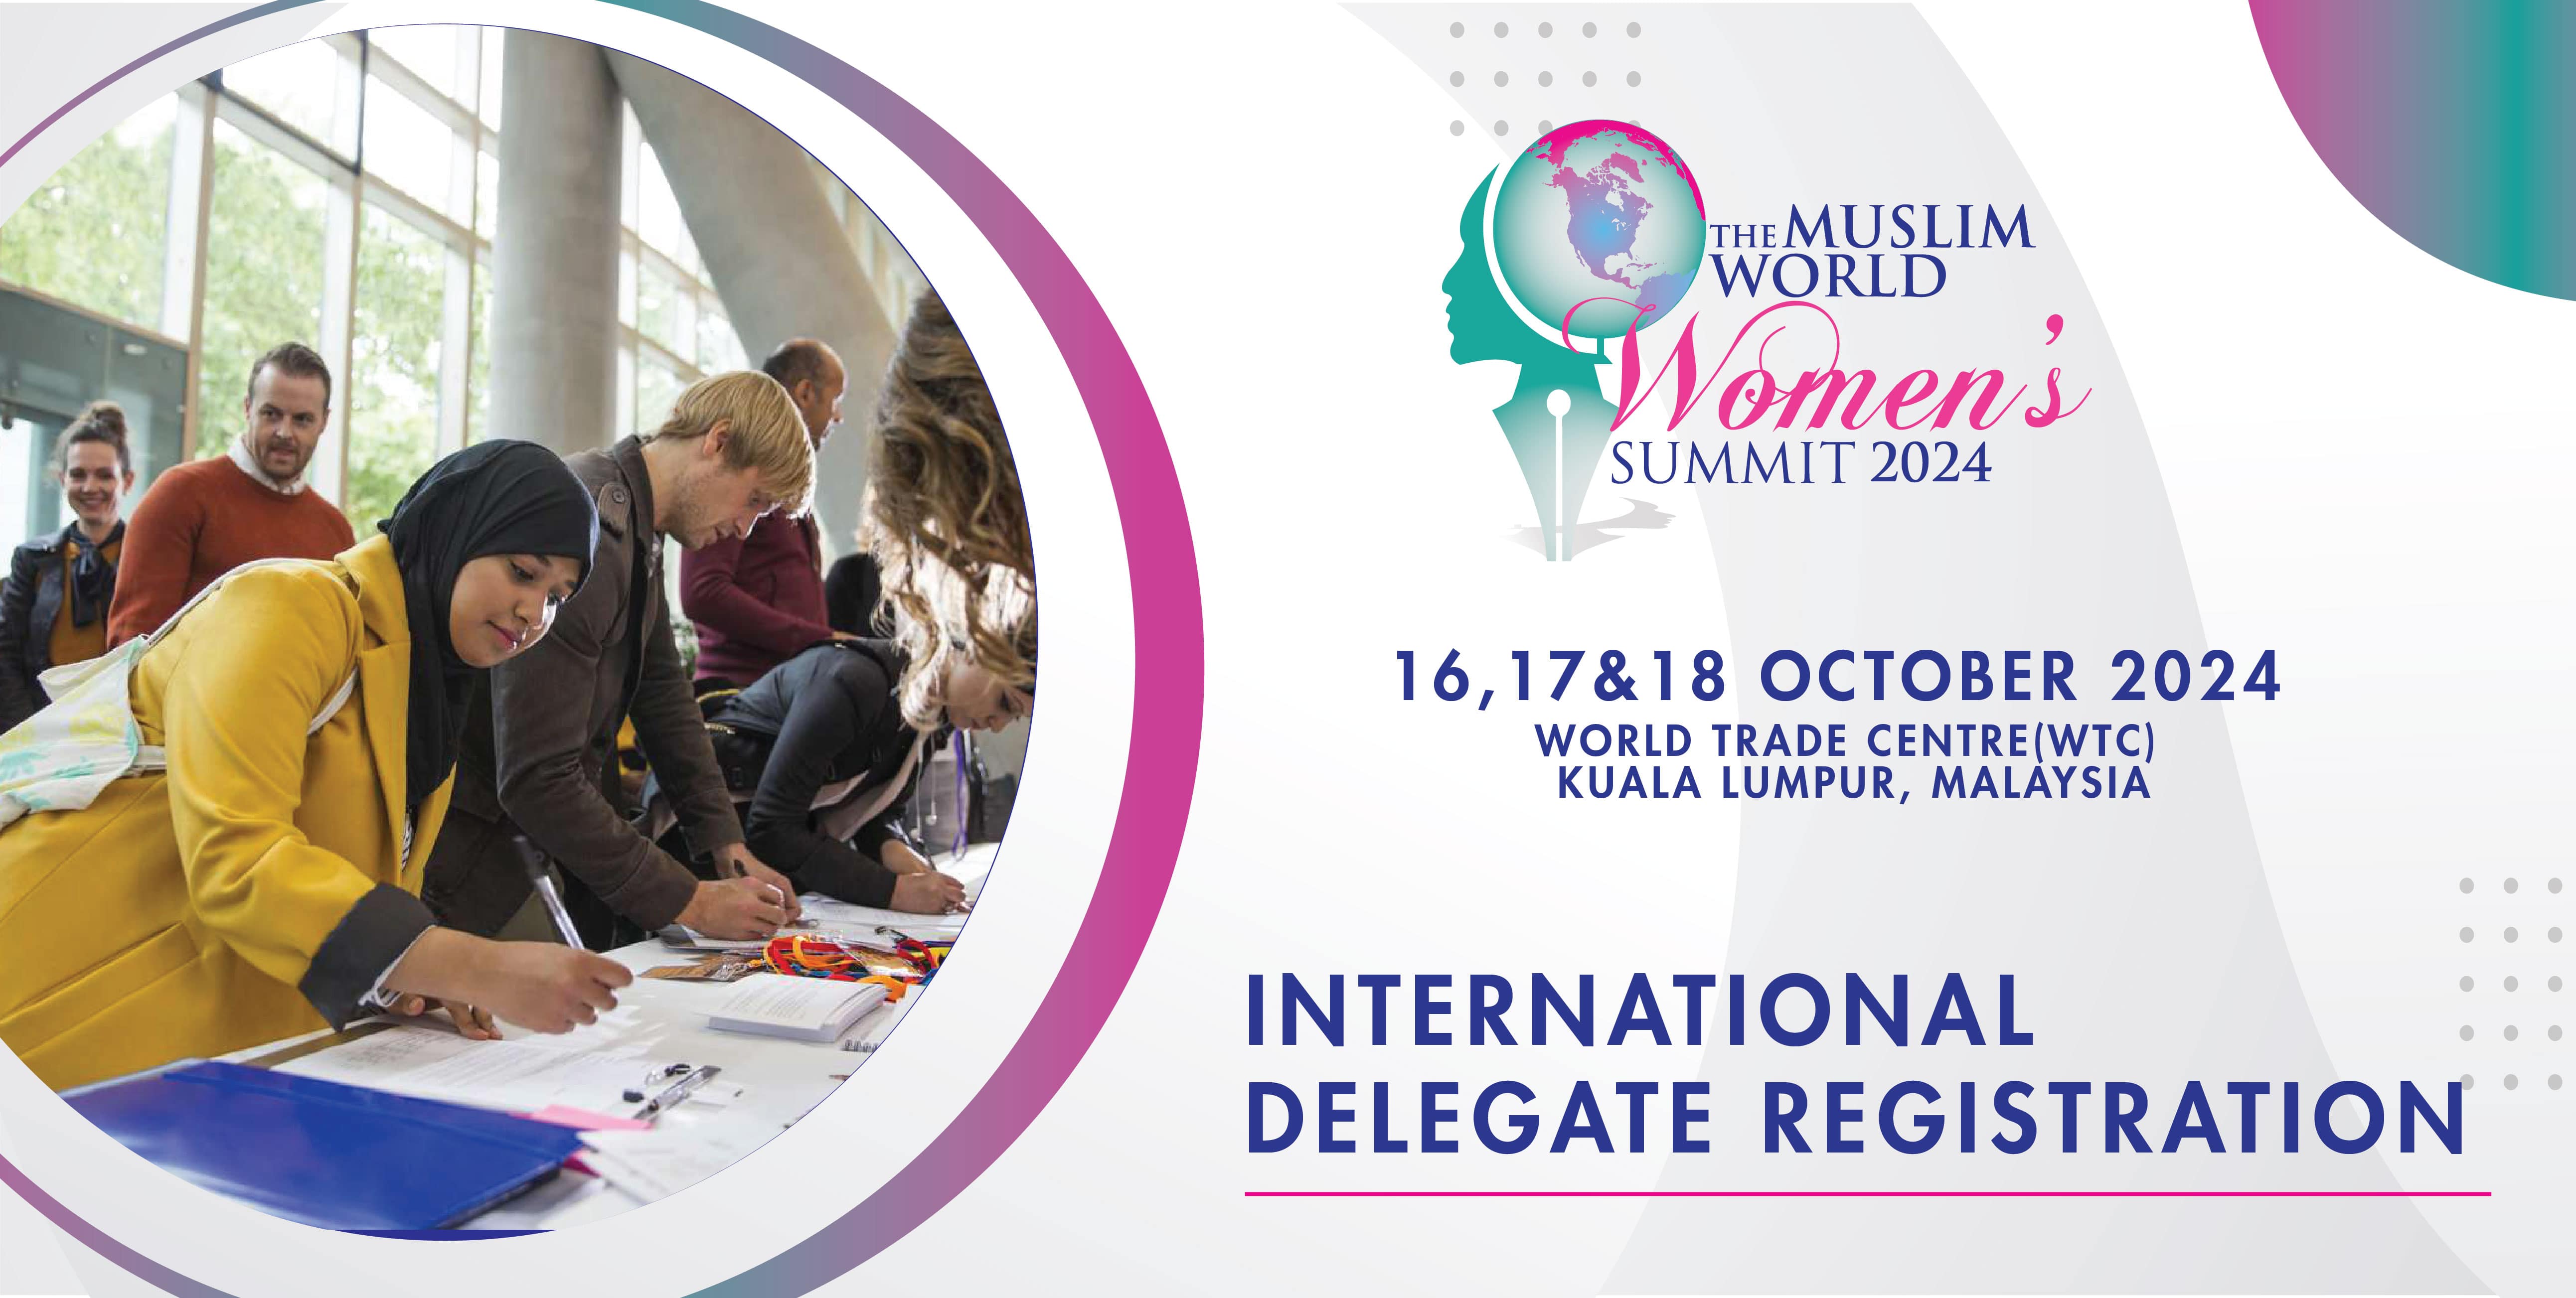 THE MUSLIM
WORLD
Women's
SUMMIT 2024
16,17&18 OCTOBER 2024
WORLD TRADE CENTRE(WTC)
KUALA LUMPUR, MALAYSIA
INTERNATIONAL
DELEGATE REGISTRATION